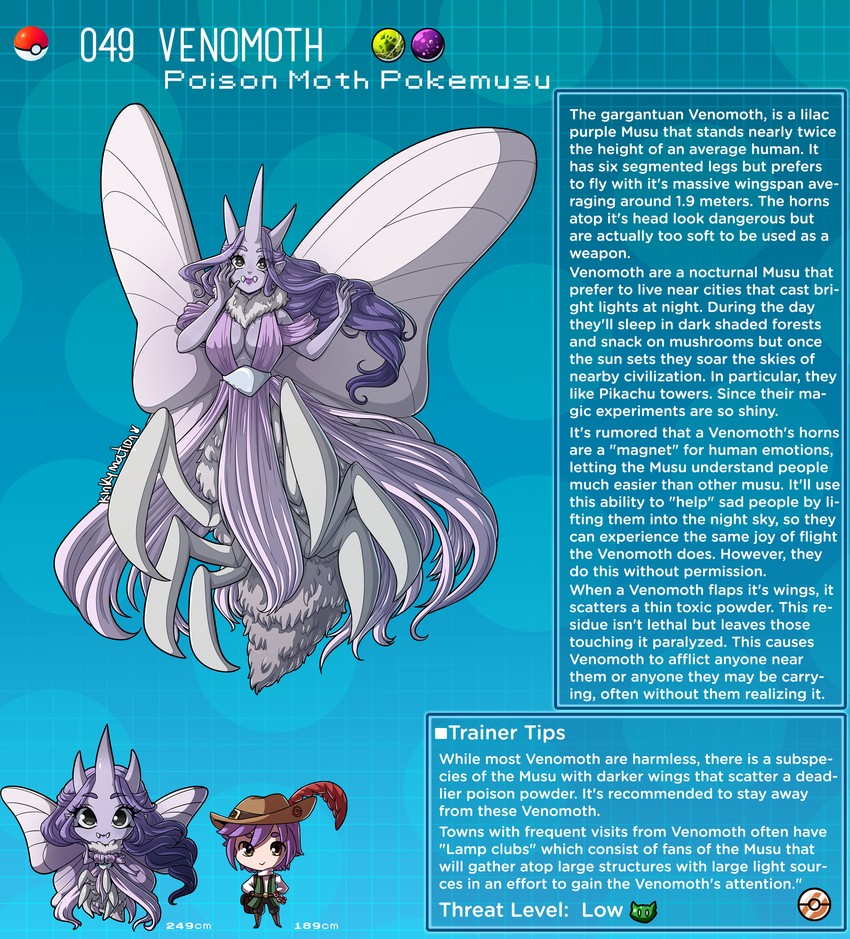 049 VENOMOTH
Poison Moth Pokemusu
The gargantuan Venomoth, is a lilac
purple Musu that stands nearly twice
the height of an average human. It
has six segmented legs but prefers
to fly with it's massive wingspan ave-
raging around 1.9 meters. The horns
atop it's head look dangerous but
are actually too soft to be used as a
weapon.
Venomoth are a nocturnal Musu that
prefer to live near cities that cast bri-
ght lights at night. During the day
they'll sleep in dark shaded forests
and snack on mushrooms but once
the sun sets they soar the skies of
nearby civilization. In particular, they
like Pikachu towers. Since their ma-
gic experiments are so shiny.
It's rumored that a Venomoth's horns
are a "magnet" for human emotions,
letting the Musu understand people
much easier than other musu. It'll use
this ability to "help" sad people by li-
fting them into the night sky, so they
can experience the same joy of flight
the Venomoth does. However, they
do this without permission.
When a Venomoth flaps it's wings, it
scatters a thin toxic powder. This re-
sidue isn't lethal but leaves those
touching it paralyzed. This causes
Venomoth to afflict anyone near
them or anyone they may be carry-
ing, often without them realizing it.
Kinkymation
■Trainer Tips
While most Venomoth are harmless, there is a subspe-
cies of the Musu with darker wings that scatter a dead-
lier poison powder. It's recommended to stay away
from these Venomoth.
Towns with frequent visits from Venomoth often have
"Lamp clubs" which consist of fans of the Musu that
will gather atop large structures with large light sour-
ces in an effort to gain the Venomoth's attention."
Threat Level: Low
249cm
189cm